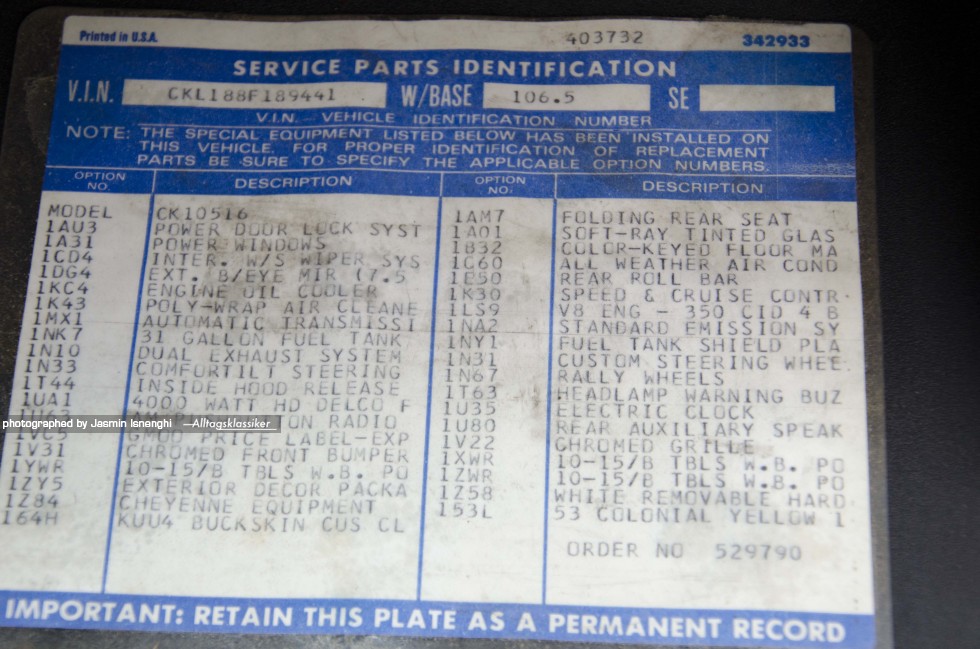 Printed in U.S.A.
403732
342933
SERVICE PARTS IDENTIFICATION
V.I.N. CKL188F189441 W/BASE 106.5 SE
V.I.N. - VEHICLE IDENTIFICATION NUMBER
NOTE: THE SPECIAL EQUIPMENT LISTED BELOW HAS BEEN INSTALLED ON
THIS VEHICLE. FOR PROPER IDENTIFICATION OF REPLACEMENT
PARTS BE SURE TO SPECIFY THE APPLICABLE OPTION NUMBERS.
OPTION NO. DESCRIPTION
MODEL CK10516
1AU3 POWER DOOR LOCK SYST
1A31 POWER WINDOWS
1CD4 INTER. W/S WIPER SYS
1DG4 EXT. B/EYE MIR (7.5
1KC4 ENGINE OIL COOLER
1K43 POLY-WRAP AIR CLEANE
1MX1 AUTOMATIC TRANSMISSI
1NK7 31 GALLON FUEL TANK
1N10 DUAL EXHAUST SYSTEM
1N33 COMFORTILT STEERING
1T44 INSIDE HOOD RELEASE
1UA1 4000 WATT HD DELCO F
1U63 ON RADIO
1VC5 GMOD PRICE LABEL-EXP
1V31 CHROMED FRONT BUMPER
1YWR 10-15/B TBLS W.B. PO
1ZY5 EXTERIOR DECOR PACKA
1Z84 CHEYENNE EQUIPMENT
164H KUU4 BUCKSKIN CUS CL
OPTION NO. DESCRIPTION
1AM7 FOLDING REAR SEAT
1A01 SOFT-RAY TINTED GLAS
1B32 COLOR-KEYED FLOOR MA
1C60 ALL WEATHER AIR COND
1E50 REAR ROLL BAR
1K30 SPEED & CRUISE CONTR
1LS9 V8 ENG - 350 CID 4 B
1NA2 STANDARD EMISSION SY
1NY1 FUEL TANK SHIELD PLA
1N31 CUSTOM STEERING WHEE
1N67 RALLY WHEELS
1T63 HEADLAMP WARNING BUZ
1U35 ELECTRIC CLOCK
1U80 REAR AUXILIARY SPEAK
1V22 CHROMED GRILLE
1XWR 10-15/B TBLS W.B. PO
1ZWR 10-15/B TBLS W.B. PO
1Z58 WHITE REMOVABLE HARD
153L 53 COLONIAL YELLOW 1
ORDER NO 529790
IMPORTANT: RETAIN THIS PLATE AS A PERMANENT RECORD
photographed by Jasmin Isnenghi —Alltagsklassiker